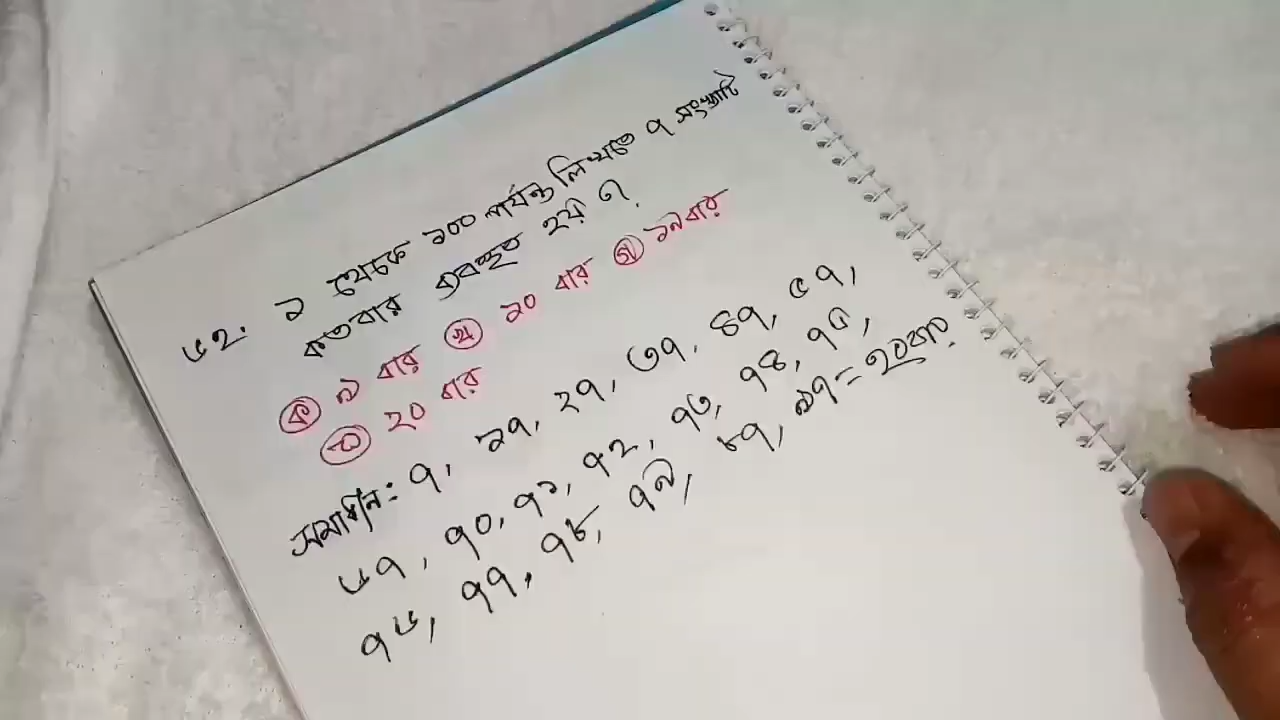 ৬২. ১ থেকে ১০০ পর্যন্ত লিখতে ৭ সংখ্যাটি
কতবার ব্যবহৃত হয় ?
ক ৯ বার খ ১০ বার গ ১৯বার
ঘ ২০ বার
সমাধান: ৭, ১৭, ২৭, ৩৭, ৪৭, ৫৭,
৬৭, ৭০, ৭১, ৭২, ৭৩, ৭৪, ৭৫,
৭৬, ৭৭, ৭৮, ৭৯, ৮৭, ৯৭ = ২০বার.